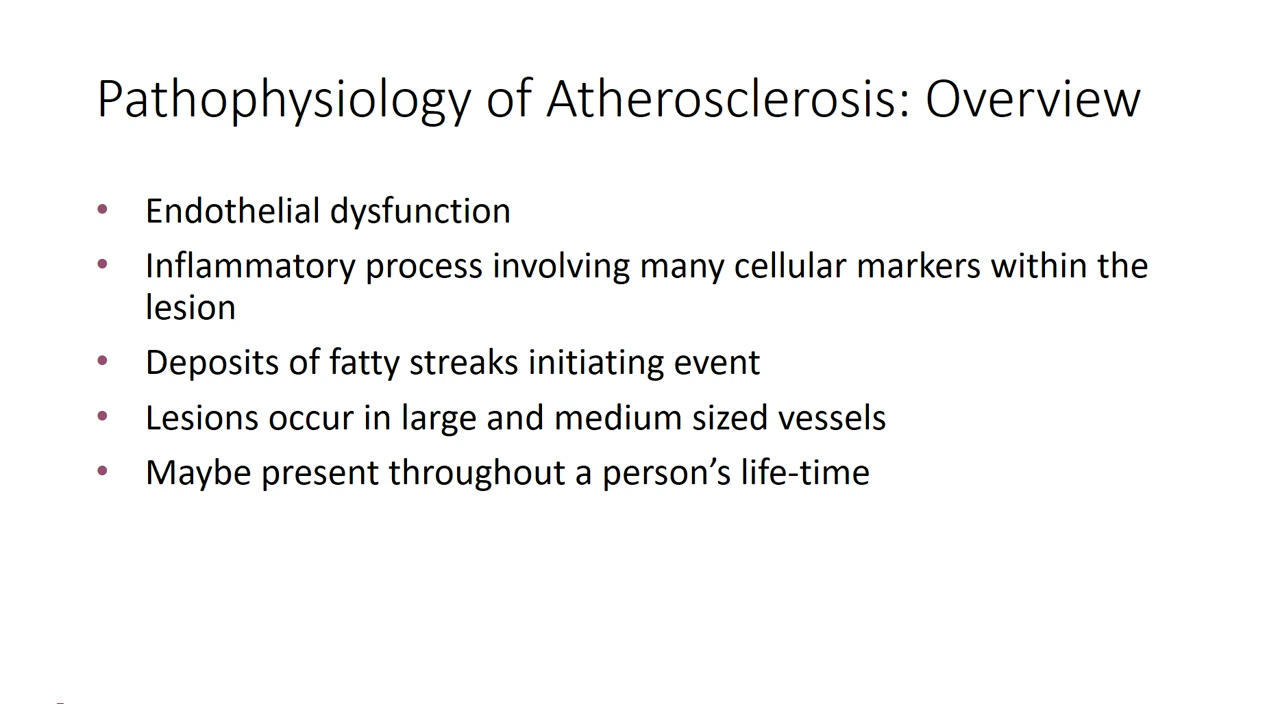 Pathophysiology of Atherosclerosis: Overview
• Endothelial dysfunction
• Inflammatory process involving many cellular markers within the
lesion
• Deposits of fatty streaks initiating event
• Lesions occur in large and medium sized vessels
• Maybe present throughout a person’s life-time